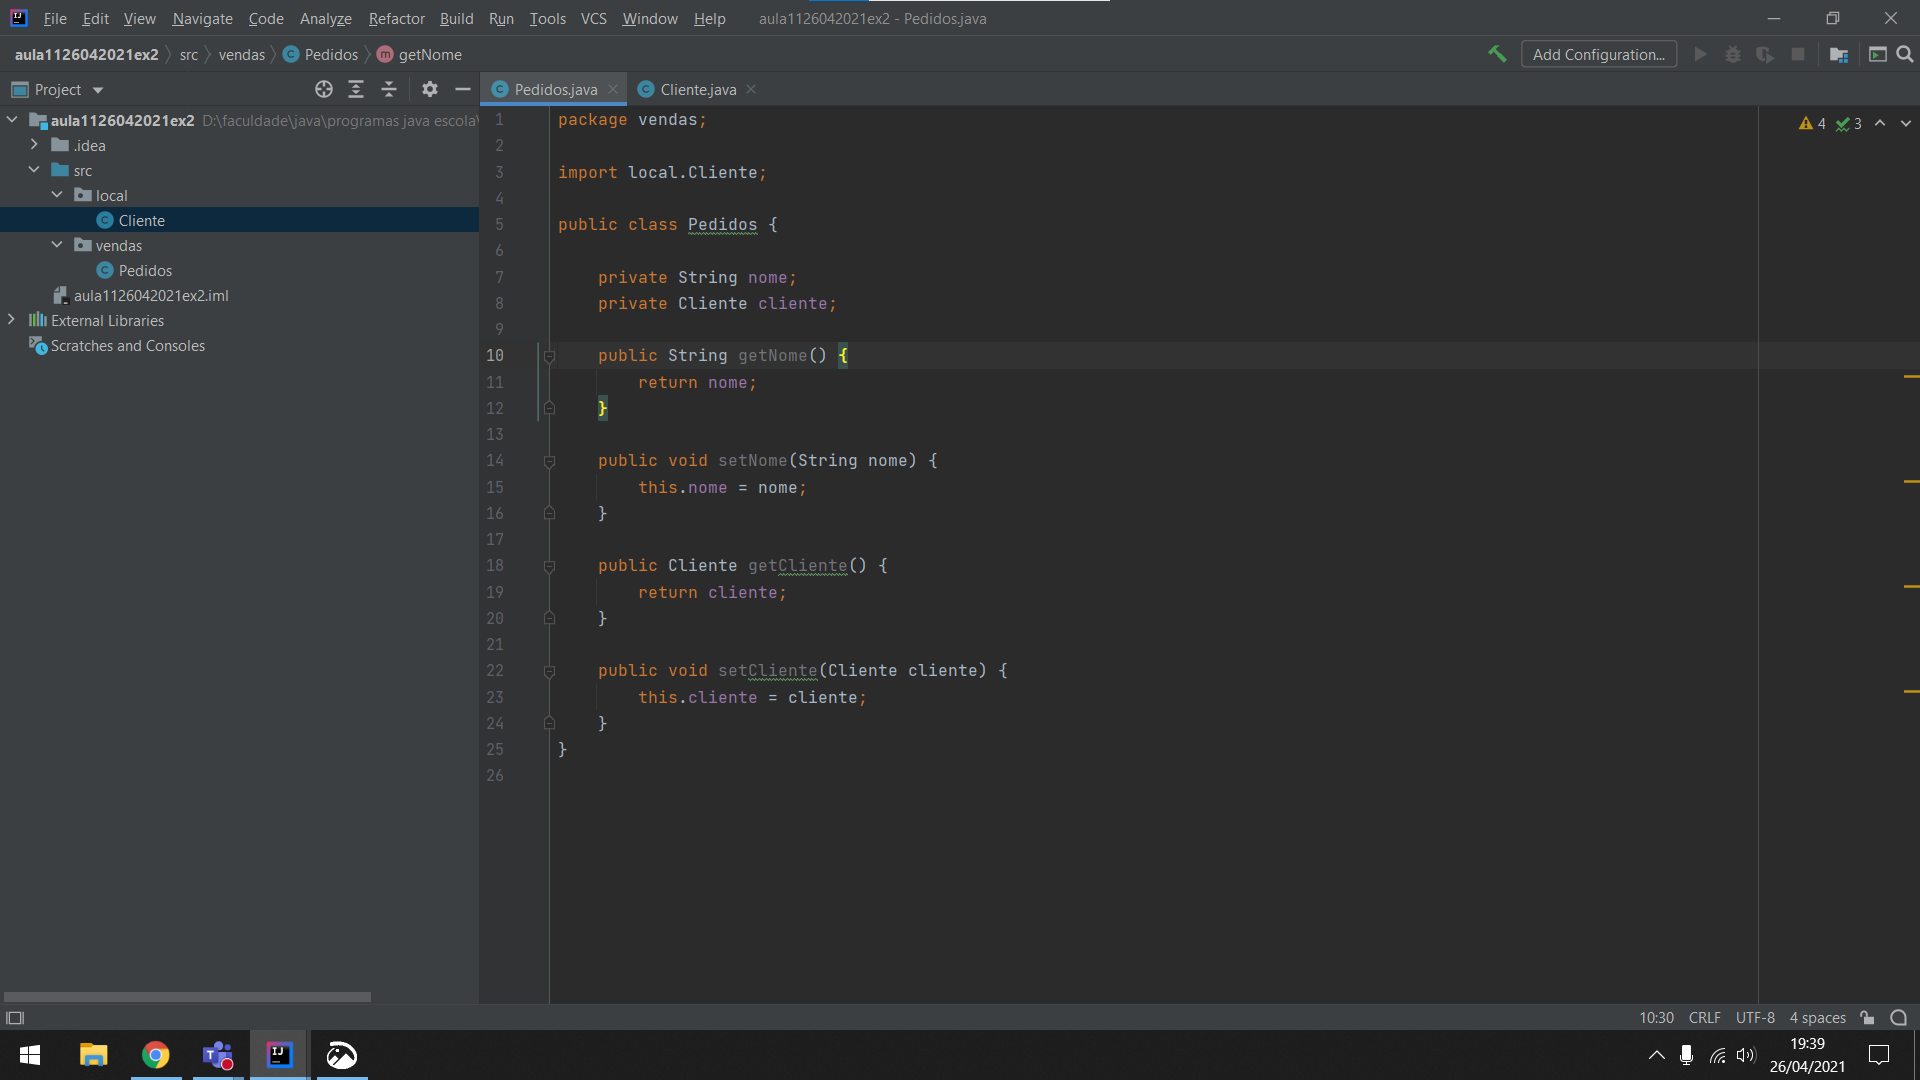 File Edit View Navigate Code Analyze Refactor Build Run Tools VCS Window Help aula1126042021ex2 - Pedidos.java
aula1126042021ex2 src vendas Pedidos getNome Add Configuration...
Project
Pedidos.java Cliente.java
aula1126042021ex2 D:\faculdade\java\programas java escola\
.idea
src
local
Cliente
vendas
Pedidos
aula1126042021ex2.iml
External Libraries
Scratches and Consoles
4 3
1 package vendas;
2
3 import local.Cliente;
4
5 public class Pedidos {
6
7 private String nome;
8 private Cliente cliente;
9
10 public String getNome() {
11 return nome;
12 }
13
14 public void setNome(String nome) {
15 this.nome = nome;
16 }
17
18 public Cliente getCliente() {
19 return cliente;
20 }
21
22 public void setCliente(Cliente cliente) {
23 this.cliente = cliente;
24 }
25 }
26
10:30 CRLF UTF-8 4 spaces
19:39
26/04/2021